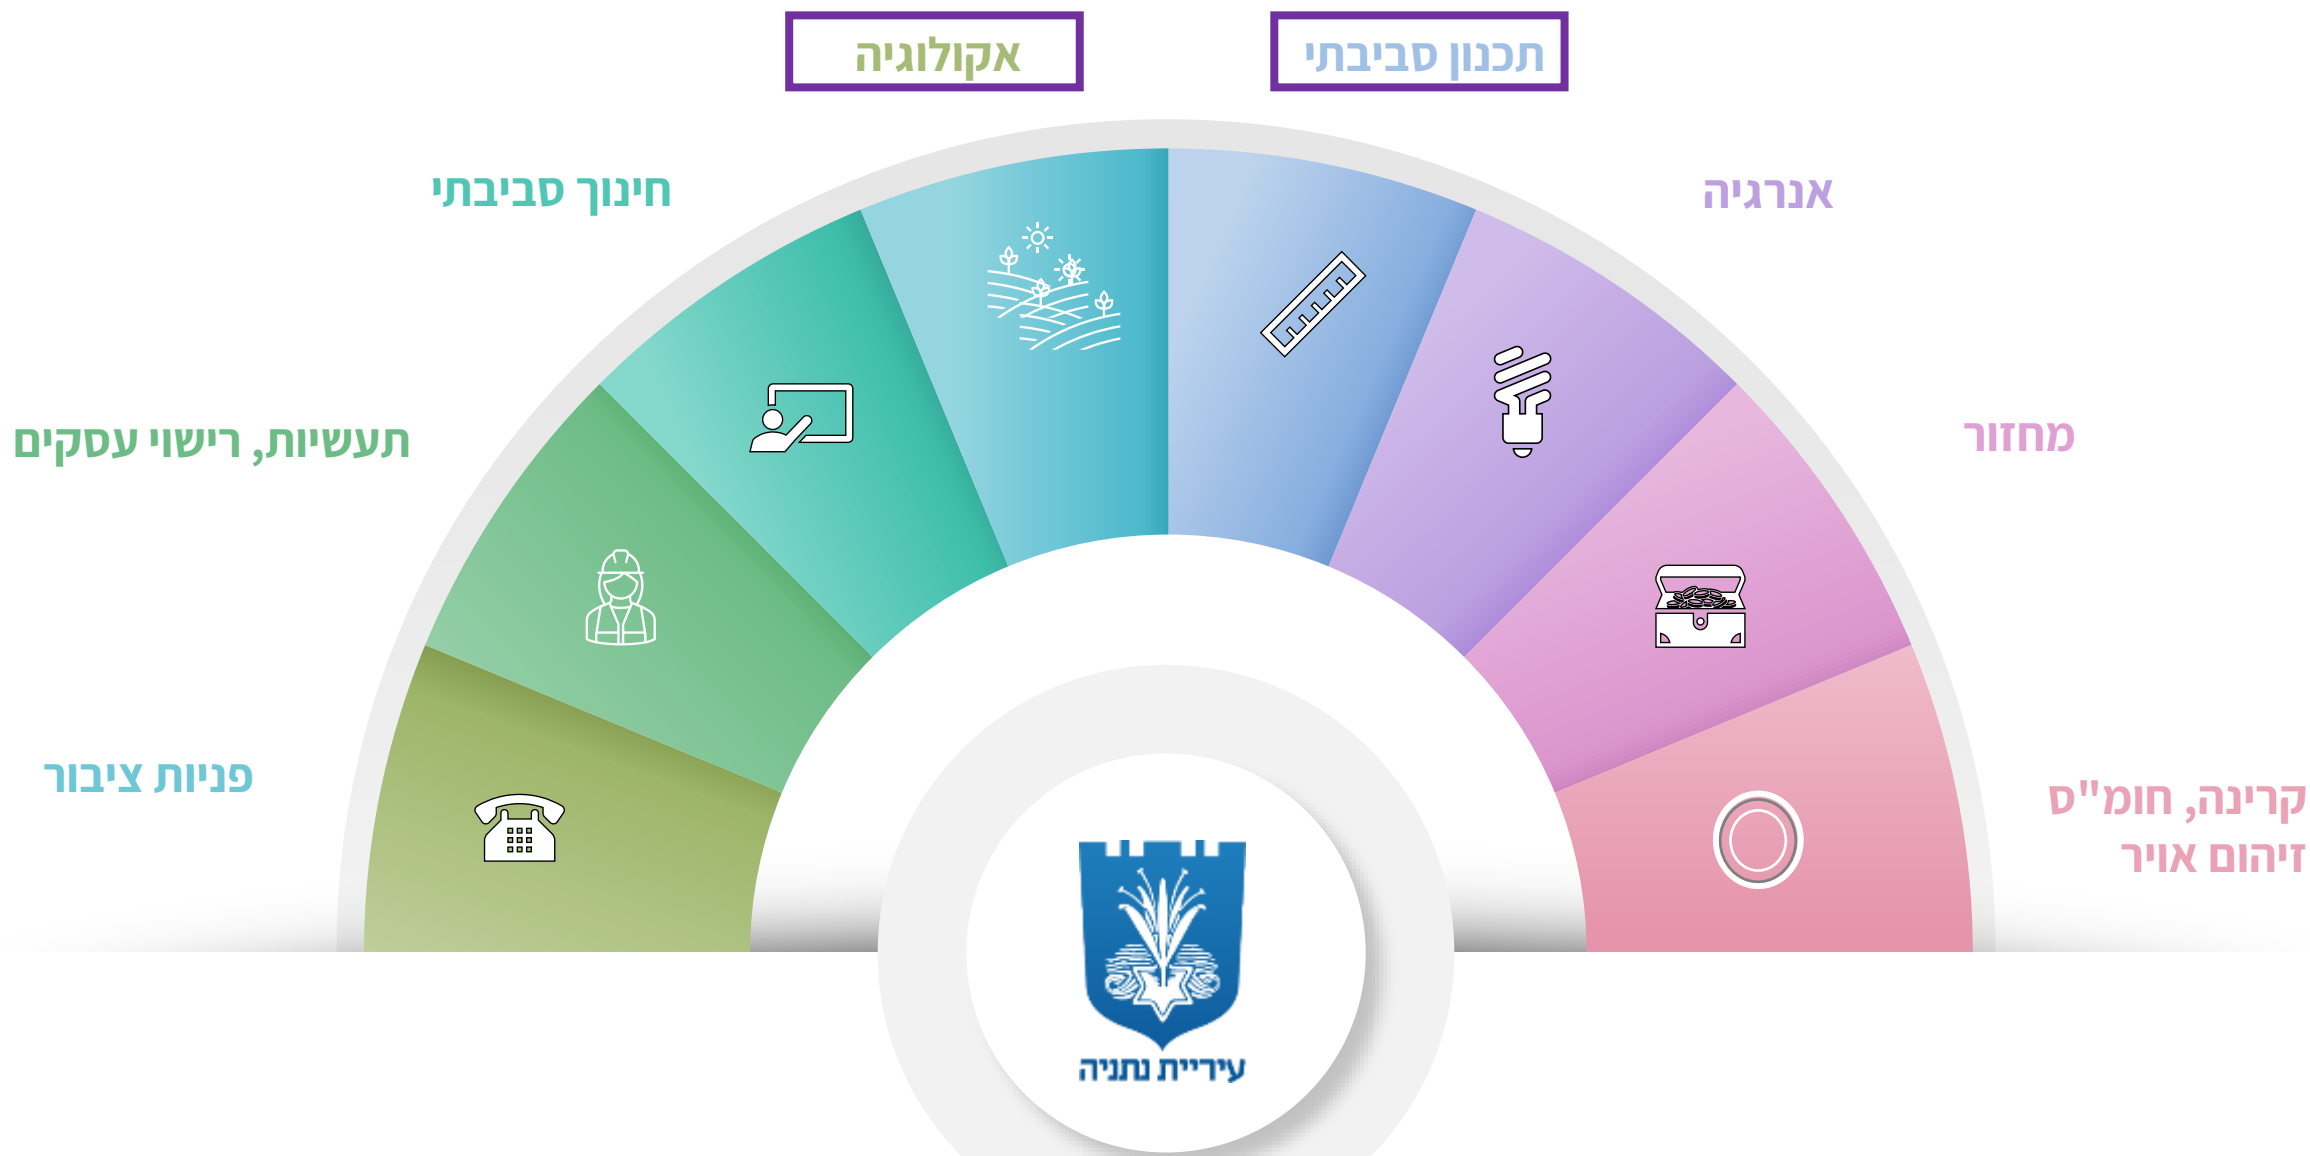 תכנון סביבתי
אקולוגיה
אנרגיה
חינוך סביבתי
מחזור
תעשיות, רישוי עסקים
קרינה, חומ"ס
זיהום אויר
פניות ציבור
עיריית נתניה